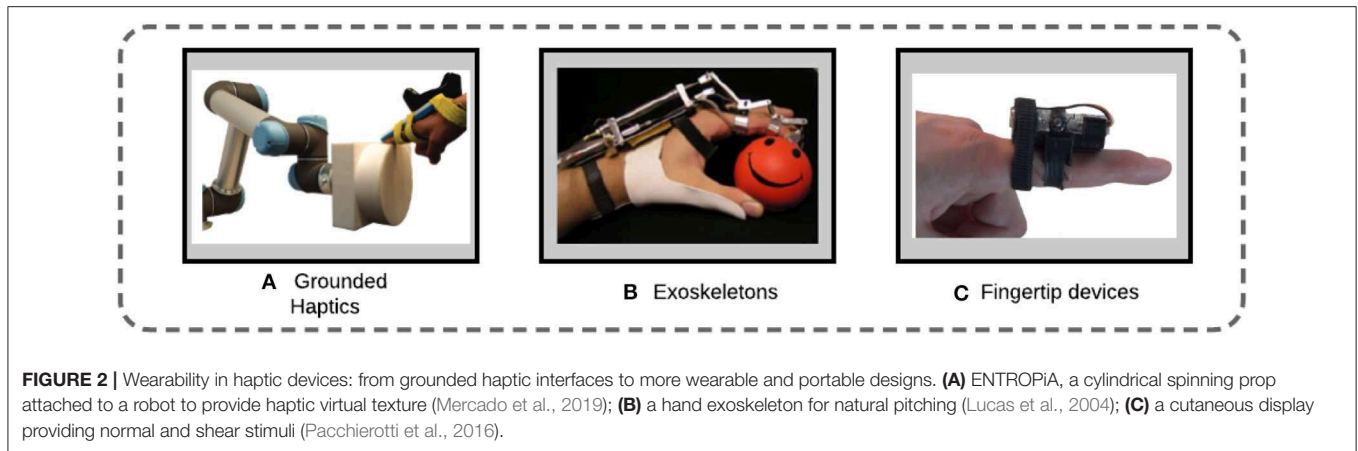 A Grounded
Haptics
B Exoskeletons
C Fingertip devices
FIGURE 2 | Wearability in haptic devices: from grounded haptic interfaces to more wearable and portable designs. (A) ENTROPiA, a cylindrical spinning prop
attached to a robot to provide haptic virtual texture (Mercado et al., 2019); (B) a hand exoskeleton for natural pitching (Lucas et al., 2004); (C) a cutaneous display
providing normal and shear stimuli (Pacchierotti et al., 2016).